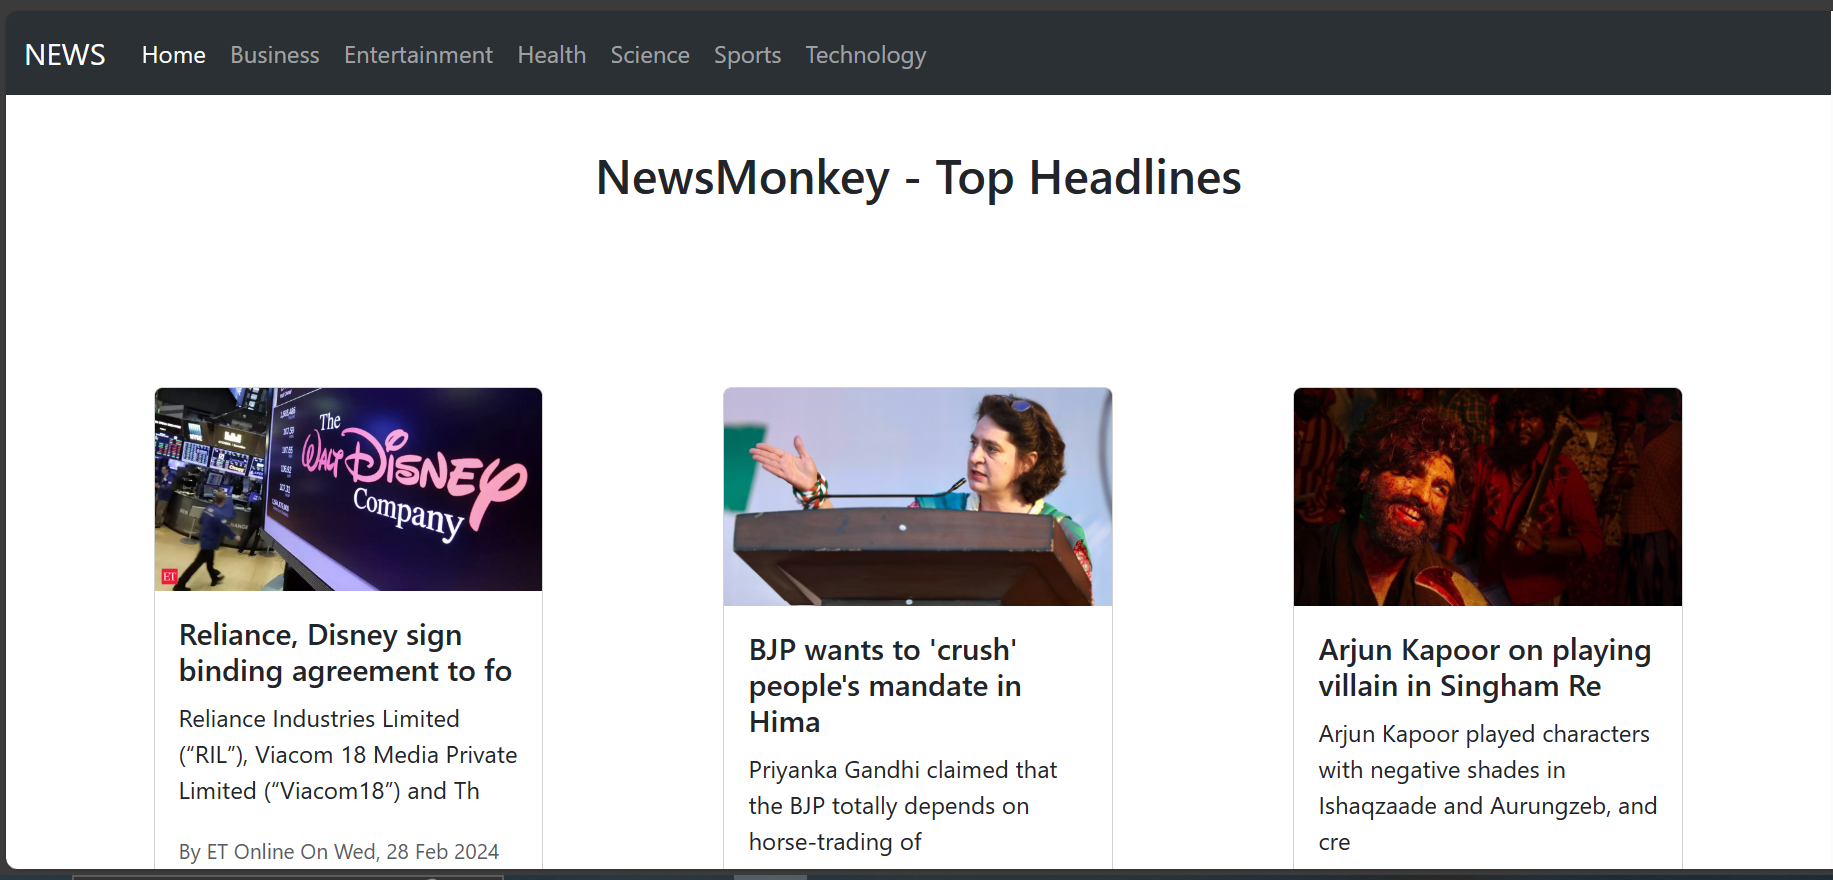 NEWS Home Business Entertainment Health Science Sports Technology
NewsMonkey - Top Headlines
The
WALT DISNEY
Company
ET
Reliance, Disney sign
binding agreement to fo
Reliance Industries Limited
(“RIL”), Viacom 18 Media Private
Limited (“Viacom18”) and Th
By ET Online On Wed, 28 Feb 2024
BJP wants to 'crush'
people's mandate in
Hima
Priyanka Gandhi claimed that
the BJP totally depends on
horse-trading of
Arjun Kapoor on playing
villain in Singham Re
Arjun Kapoor played characters
with negative shades in
Ishaqzaade and Aurungzeb, and
cre